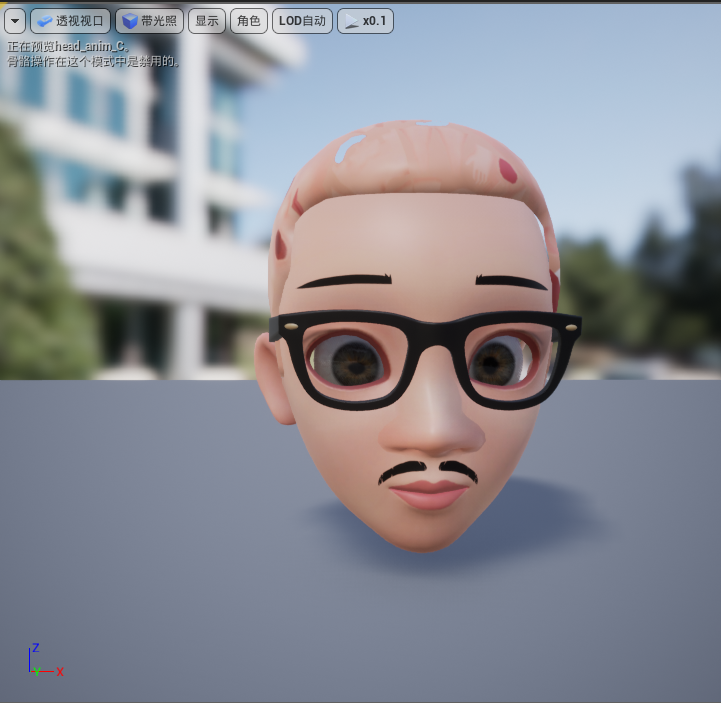 透视视口 带光照 显示 角色 LOD自动 x0.1
正在预览head_anim_C。
骨骼操作在这个模式中是禁用的。
Z
Y X